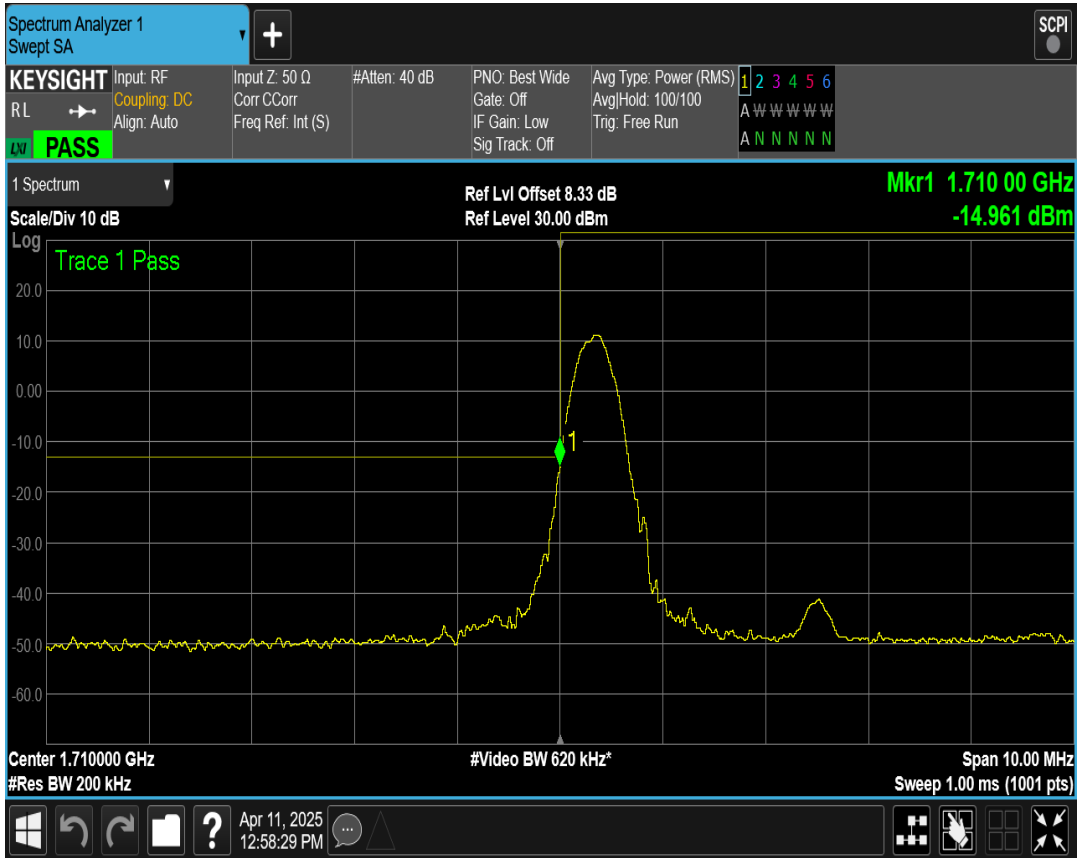 Spectrum Analyzer 1
Swept SA
+
SCPI
KEYSIGHT
RL
LXI PASS
Input: RF
Coupling: DC
Align: Auto
Input Z: 50 Ω
Corr CCorr
Freq Ref: Int (S)
#Atten: 40 dB
PNO: Best Wide
Gate: Off
IF Gain: Low
Sig Track: Off
Avg Type: Power (RMS)
Avg|Hold: 100/100
Trig: Free Run
1 2 3 4 5 6
A W W W W W
A N N N N N
1 Spectrum
Scale/Div 10 dB
Ref Lvl Offset 8.33 dB
Ref Level 30.00 dBm
Mkr1 1.710 00 GHz
-14.961 dBm
Log
Trace 1 Pass
20.0
10.0
0.00
-10.0
1
-20.0
-30.0
-40.0
-50.0
-60.0
Center 1.710000 GHz
#Video BW 620 kHz*
Span 10.00 MHz
#Res BW 200 kHz
Sweep 1.00 ms (1001 pts)
?
Apr 11, 2025
12:58:29 PM